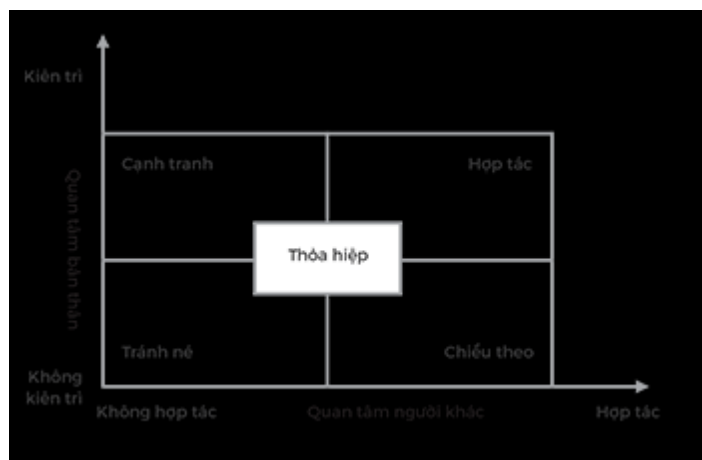 Kiên trì
Cạnh tranh
Hợp tác
Quan tâm bản thân
Thỏa hiệp
Tránh né
Chiều theo
Không
kiên trì
Không hợp tác
Quan tâm người khác
Hợp tác